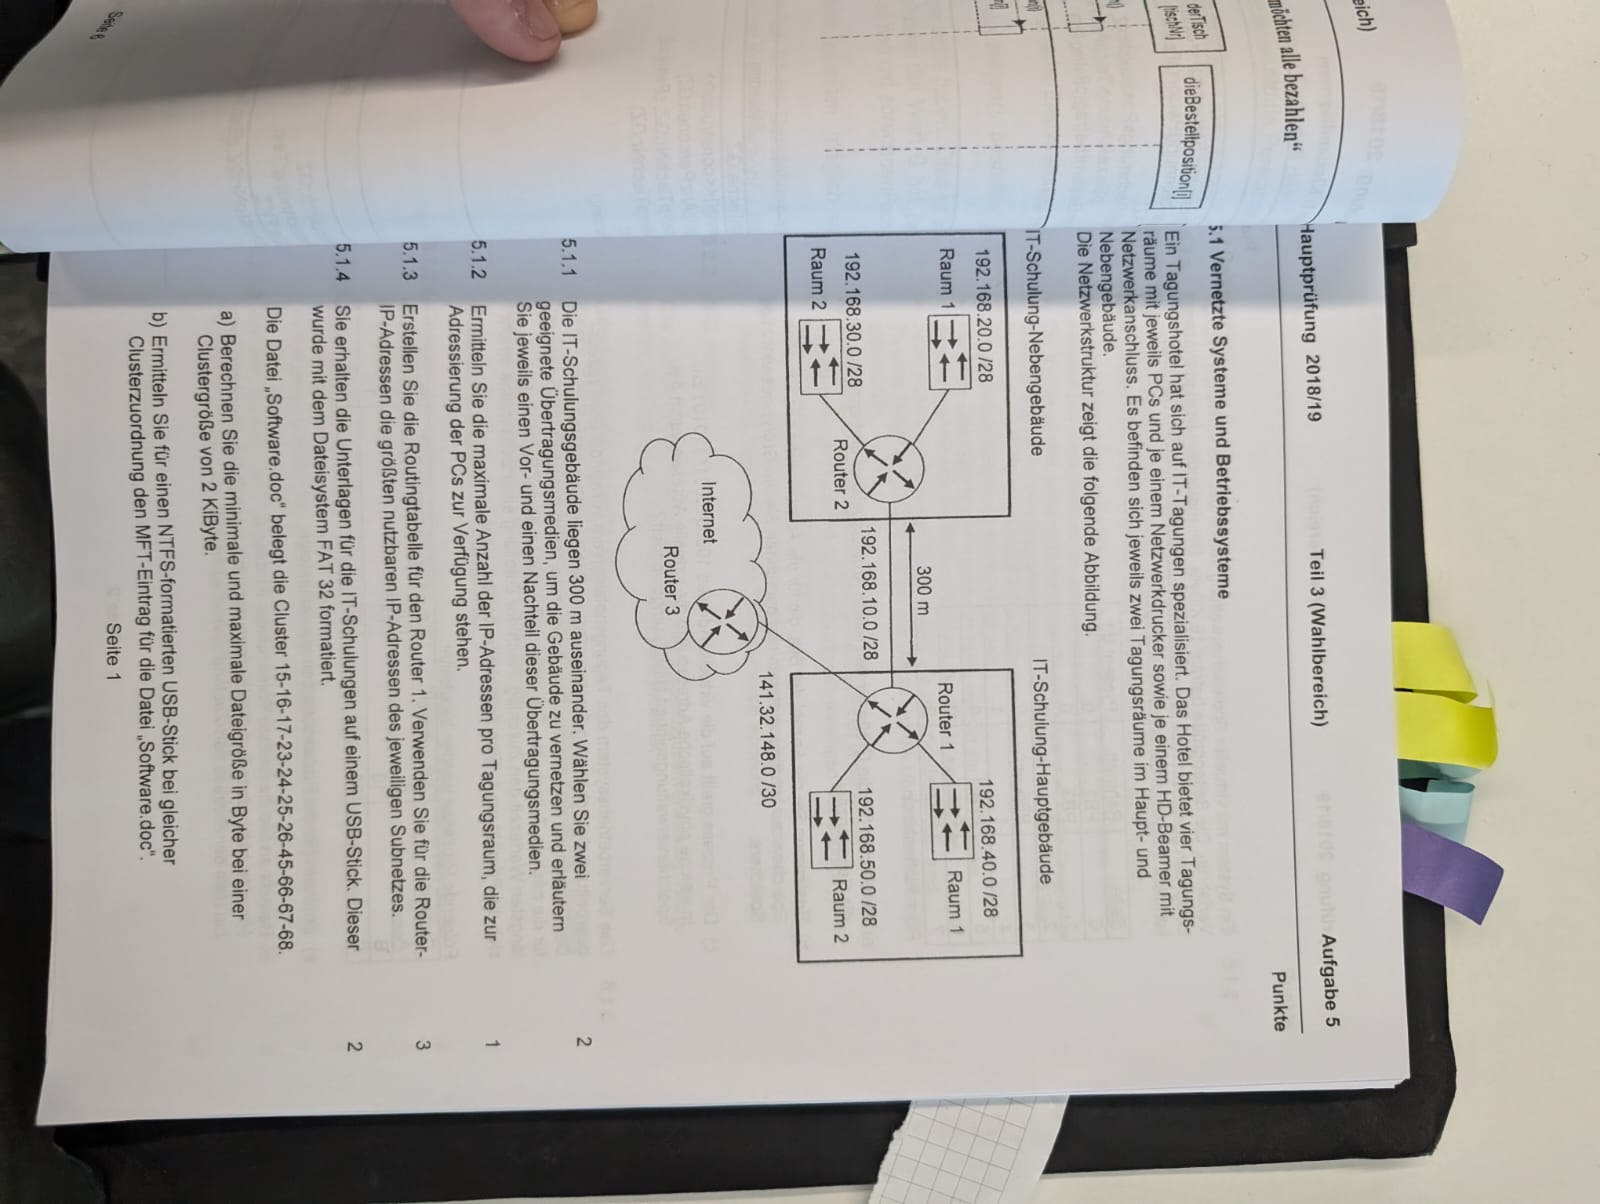 eich)
möchten alle bezahlen“
derTisch
[tischNr]
dieBestellposition[i]
Seite 6
Hauptprüfung 2018/19 Teil 3 (Wahlbereich) Aufgabe 5
Punkte
5.1 Vernetzte Systeme und Betriebssysteme
Ein Tagungshotel hat sich auf IT-Tagungen spezialisiert. Das Hotel bietet vier Tagungs-
räume mit jeweils PCs und je einem Netzwerkdrucker sowie je einem HD-Beamer mit
Netzwerkanschluss. Es befinden sich jeweils zwei Tagungsräume im Haupt- und
Nebengebäude.
Die Netzwerkstruktur zeigt die folgende Abbildung.
IT-Schulung-Nebengebäude
IT-Schulung-Hauptgebäude
192.168.20.0 /28
Raum 1
192.168.30.0 /28
Raum 2
Router 2
300 m
192.168.10.0 /28
Router 1
192.168.40.0 /28
Raum 1
192.168.50.0 /28
Raum 2
141.32.148.0 /30
Internet
Router 3
5.1.1 Die IT-Schulungsgebäude liegen 300 m auseinander. Wählen Sie zwei
geeignete Übertragungsmedien, um die Gebäude zu vernetzen und erläutern
Sie jeweils einen Vor- und einen Nachteil dieser Übertragungsmedien. 2
5.1.2 Ermitteln Sie die maximale Anzahl der IP-Adressen pro Tagungsraum, die zur
Adressierung der PCs zur Verfügung stehen. 1
5.1.3 Erstellen Sie die Routingtabelle für den Router 1. Verwenden Sie für die Router-
IP-Adressen die größten nutzbaren IP-Adressen des jeweiligen Subnetzes. 3
5.1.4 Sie erhalten die Unterlagen für die IT-Schulungen auf einem USB-Stick. Dieser
wurde mit dem Dateisystem FAT 32 formatiert. 2
Die Datei „Software.doc“ belegt die Cluster 15-16-17-23-24-25-26-45-66-67-68.
a) Berechnen Sie die minimale und maximale Dateigröße in Byte bei einer
Clustergröße von 2 KiByte.
b) Ermitteln Sie für einen NTFS-formatierten USB-Stick bei gleicher
Clusterzuordnung den MFT-Eintrag für die Datei „Software.doc“.
Seite 1